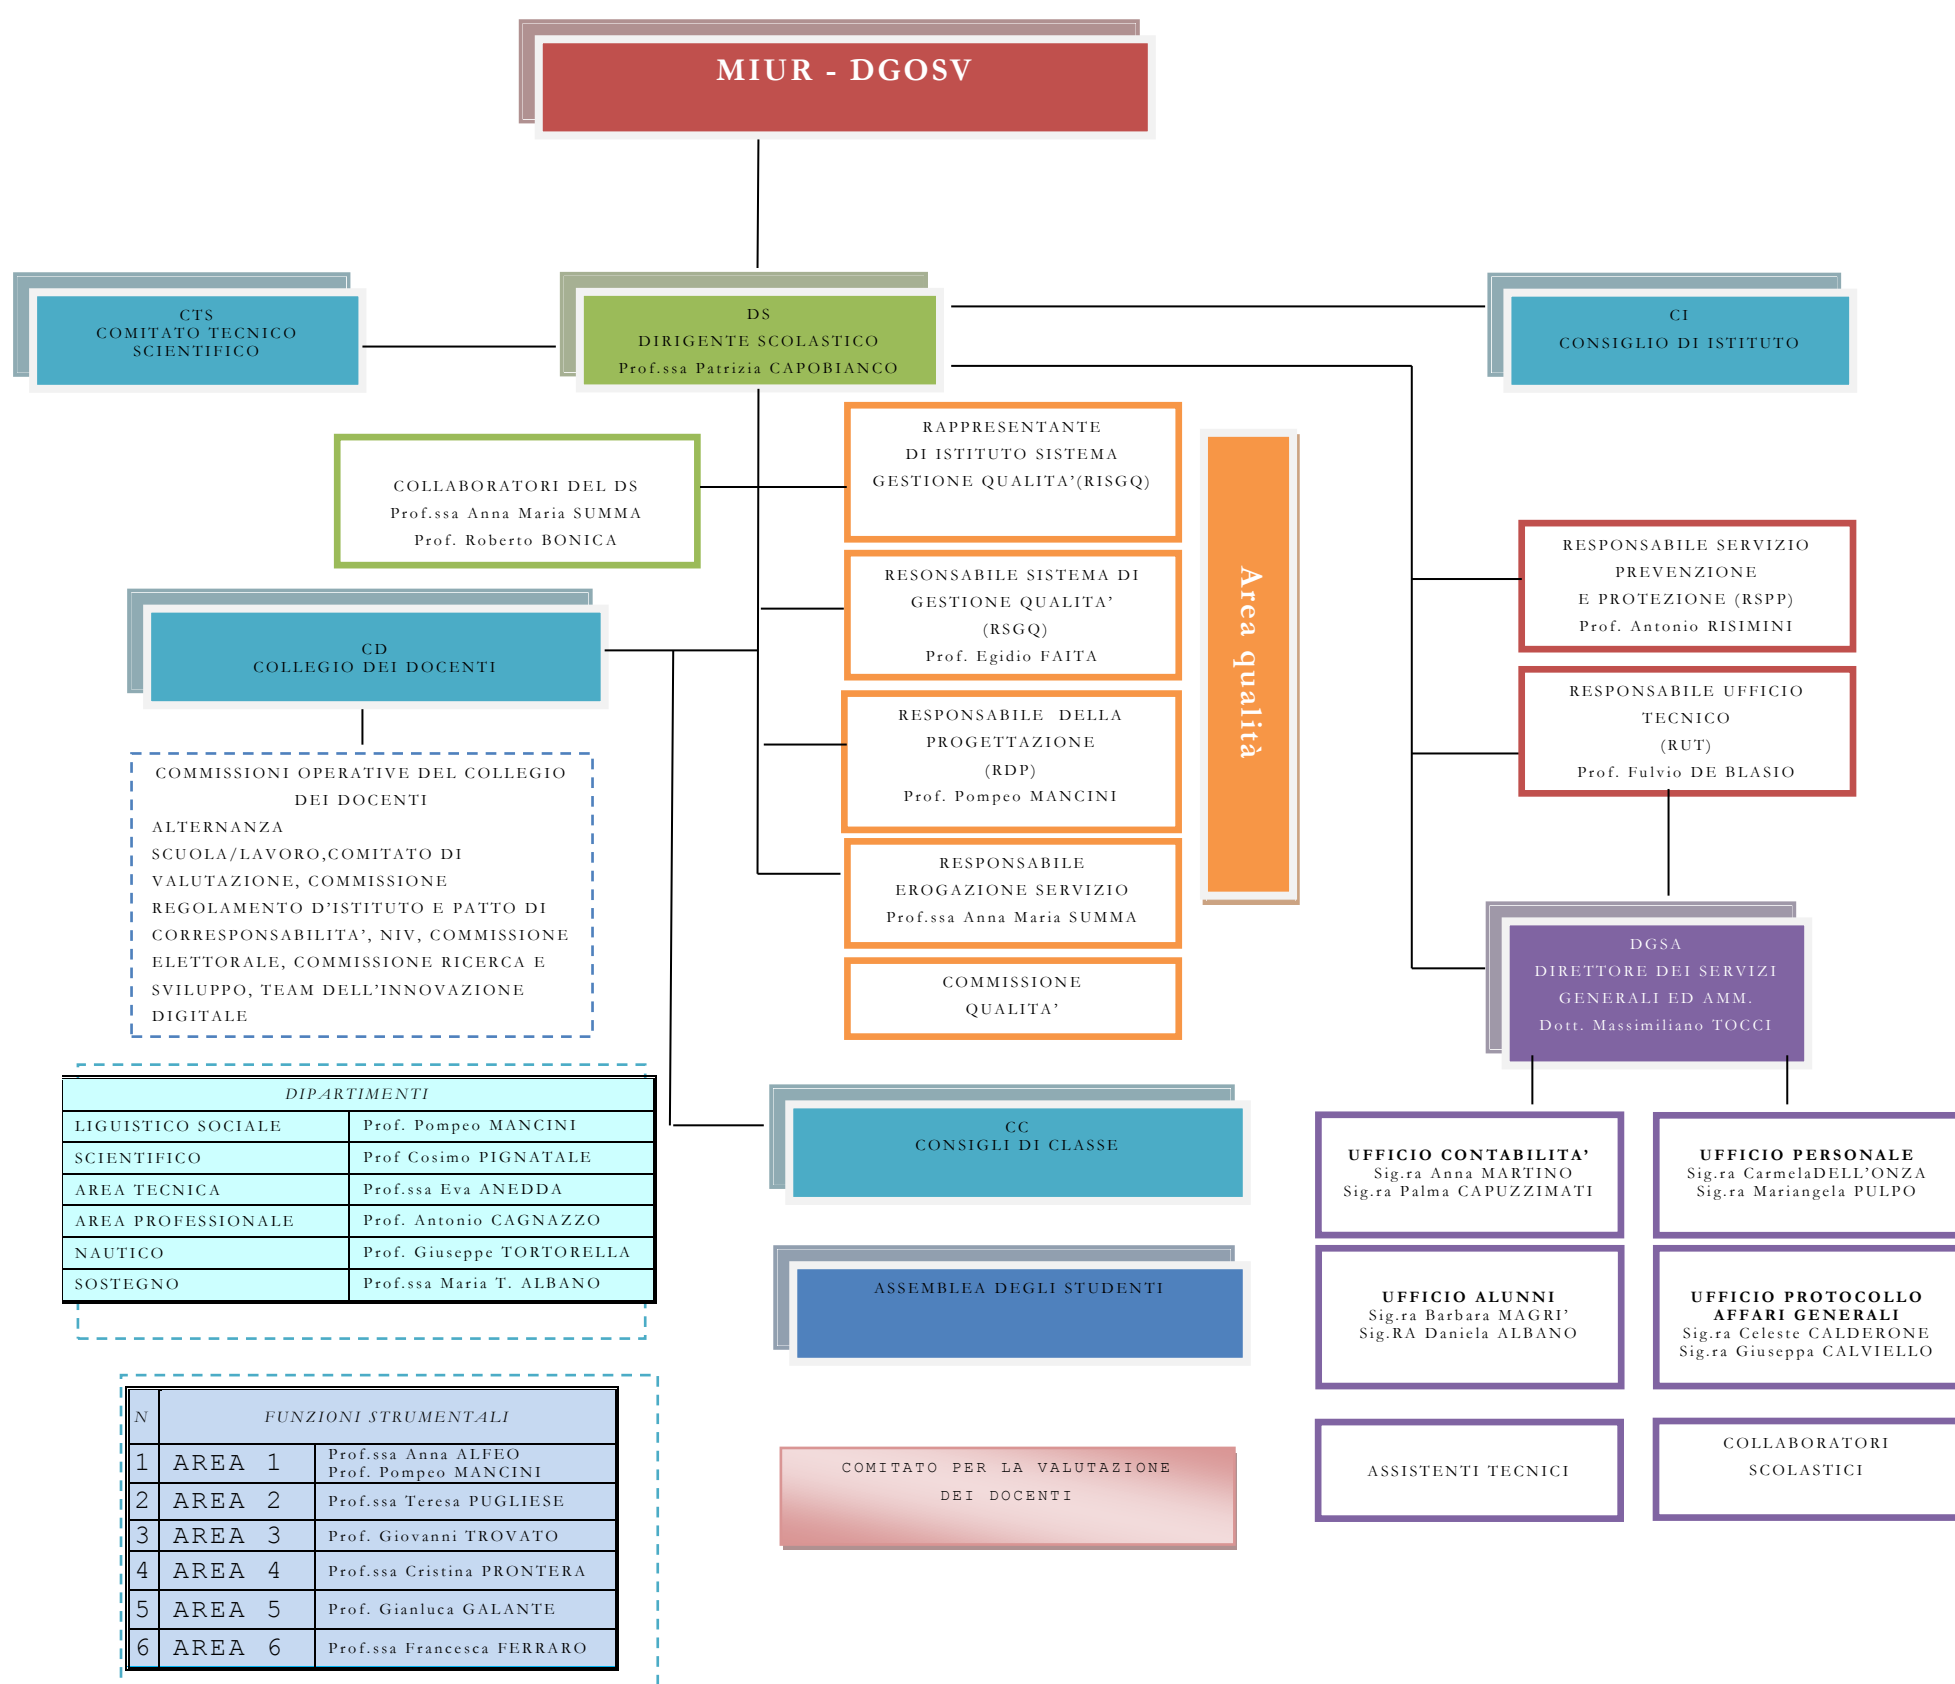 MIUR - DGOSV
CTS
COMITATO TECNICO
SCIENTIFICO
DS
DIRIGENTE SCOLASTICO
Prof.ssa Patrizia CAPOBIANCO
CI
CONSIGLIO DI ISTITUTO
COLLABORATORI DEL DS
Prof.ssa Anna Maria SUMMA
Prof. Roberto BONICA
RAPPRESENTANTE
DI ISTITUTO SISTEMA
GESTIONE QUALITA’(RISGQ)
RESONSABILE SISTEMA DI
GESTIONE QUALITA’
(RSGQ)
Prof. Egidio FAITA
RESPONSABILE DELLA
PROGETTAZIONE
(RDP)
Prof. Pompeo MANCINI
RESPONSABILE
EROGAZIONE SERVIZIO
Prof.ssa Anna Maria SUMMA
COMMISSIONE
QUALITA’
Area qualità
RESPONSABILE SERVIZIO
PREVENZIONE
E PROTEZIONE (RSPP)
Prof. Antonio RISIMINI
RESPONSABILE UFFICIO
TECNICO
(RUT)
Prof. Fulvio DE BLASIO
CD
COLLEGIO DEI DOCENTI
COMMISSIONI OPERATIVE DEL COLLEGIO
DEI DOCENTI
ALTERNANZA
SCUOLA/LAVORO,COMITATO DI
VALUTAZIONE, COMMISSIONE
REGOLAMENTO D’ISTITUTO E PATTO DI
CORRESPONSABILITA’, NIV, COMMISSIONE
ELETTORALE, COMMISSIONE RICERCA E
SVILUPPO, TEAM DELL’INNOVAZIONE
DIGITALE
DGSA
DIRETTORE DEI SERVIZI
GENERALI ED AMM.
Dott. Massimiliano TOCCI
DIPARTIMENTI
LIGUISTICO SOCIALE Prof. Pompeo MANCINI
SCIENTIFICO Prof Cosimo PIGNATALE
AREA TECNICA Prof.ssa Eva ANEDDA
AREA PROFESSIONALE Prof. Antonio CAGNAZZO
NAUTICO Prof. Giuseppe TORTORELLA
SOSTEGNO Prof.ssa Maria T. ALBANO
CC
CONSIGLI DI CLASSE
ASSEMBLEA DEGLI STUDENTI
COMITATO PER LA VALUTAZIONE
DEI DOCENTI
UFFICIO CONTABILITA’
Sig.ra Anna MARTINO
Sig.ra Palma CAPUZZIMATI
UFFICIO PERSONALE
Sig.ra CarmelaDELL’ONZA
Sig.ra Mariangela PULPO
UFFICIO ALUNNI
Sig.ra Barbara MAGRI’
Sig.RA Daniela ALBANO
UFFICIO PROTOCOLLO
AFFARI GENERALI
Sig.ra Celeste CALDERONE
Sig.ra Giuseppa CALVIELLO
ASSISTENTI TECNICI
COLLABORATORI
SCOLASTICI
N FUNZIONI STRUMENTALI
1 AREA 1 Prof.ssa Anna ALFEO
Prof. Pompeo MANCINI
2 AREA 2 Prof.ssa Teresa PUGLIESE
3 AREA 3 Prof. Giovanni TROVATO
4 AREA 4 Prof.ssa Cristina PRONTERA
5 AREA 5 Prof. Gianluca GALANTE
6 AREA 6 Prof.ssa Francesca FERRARO